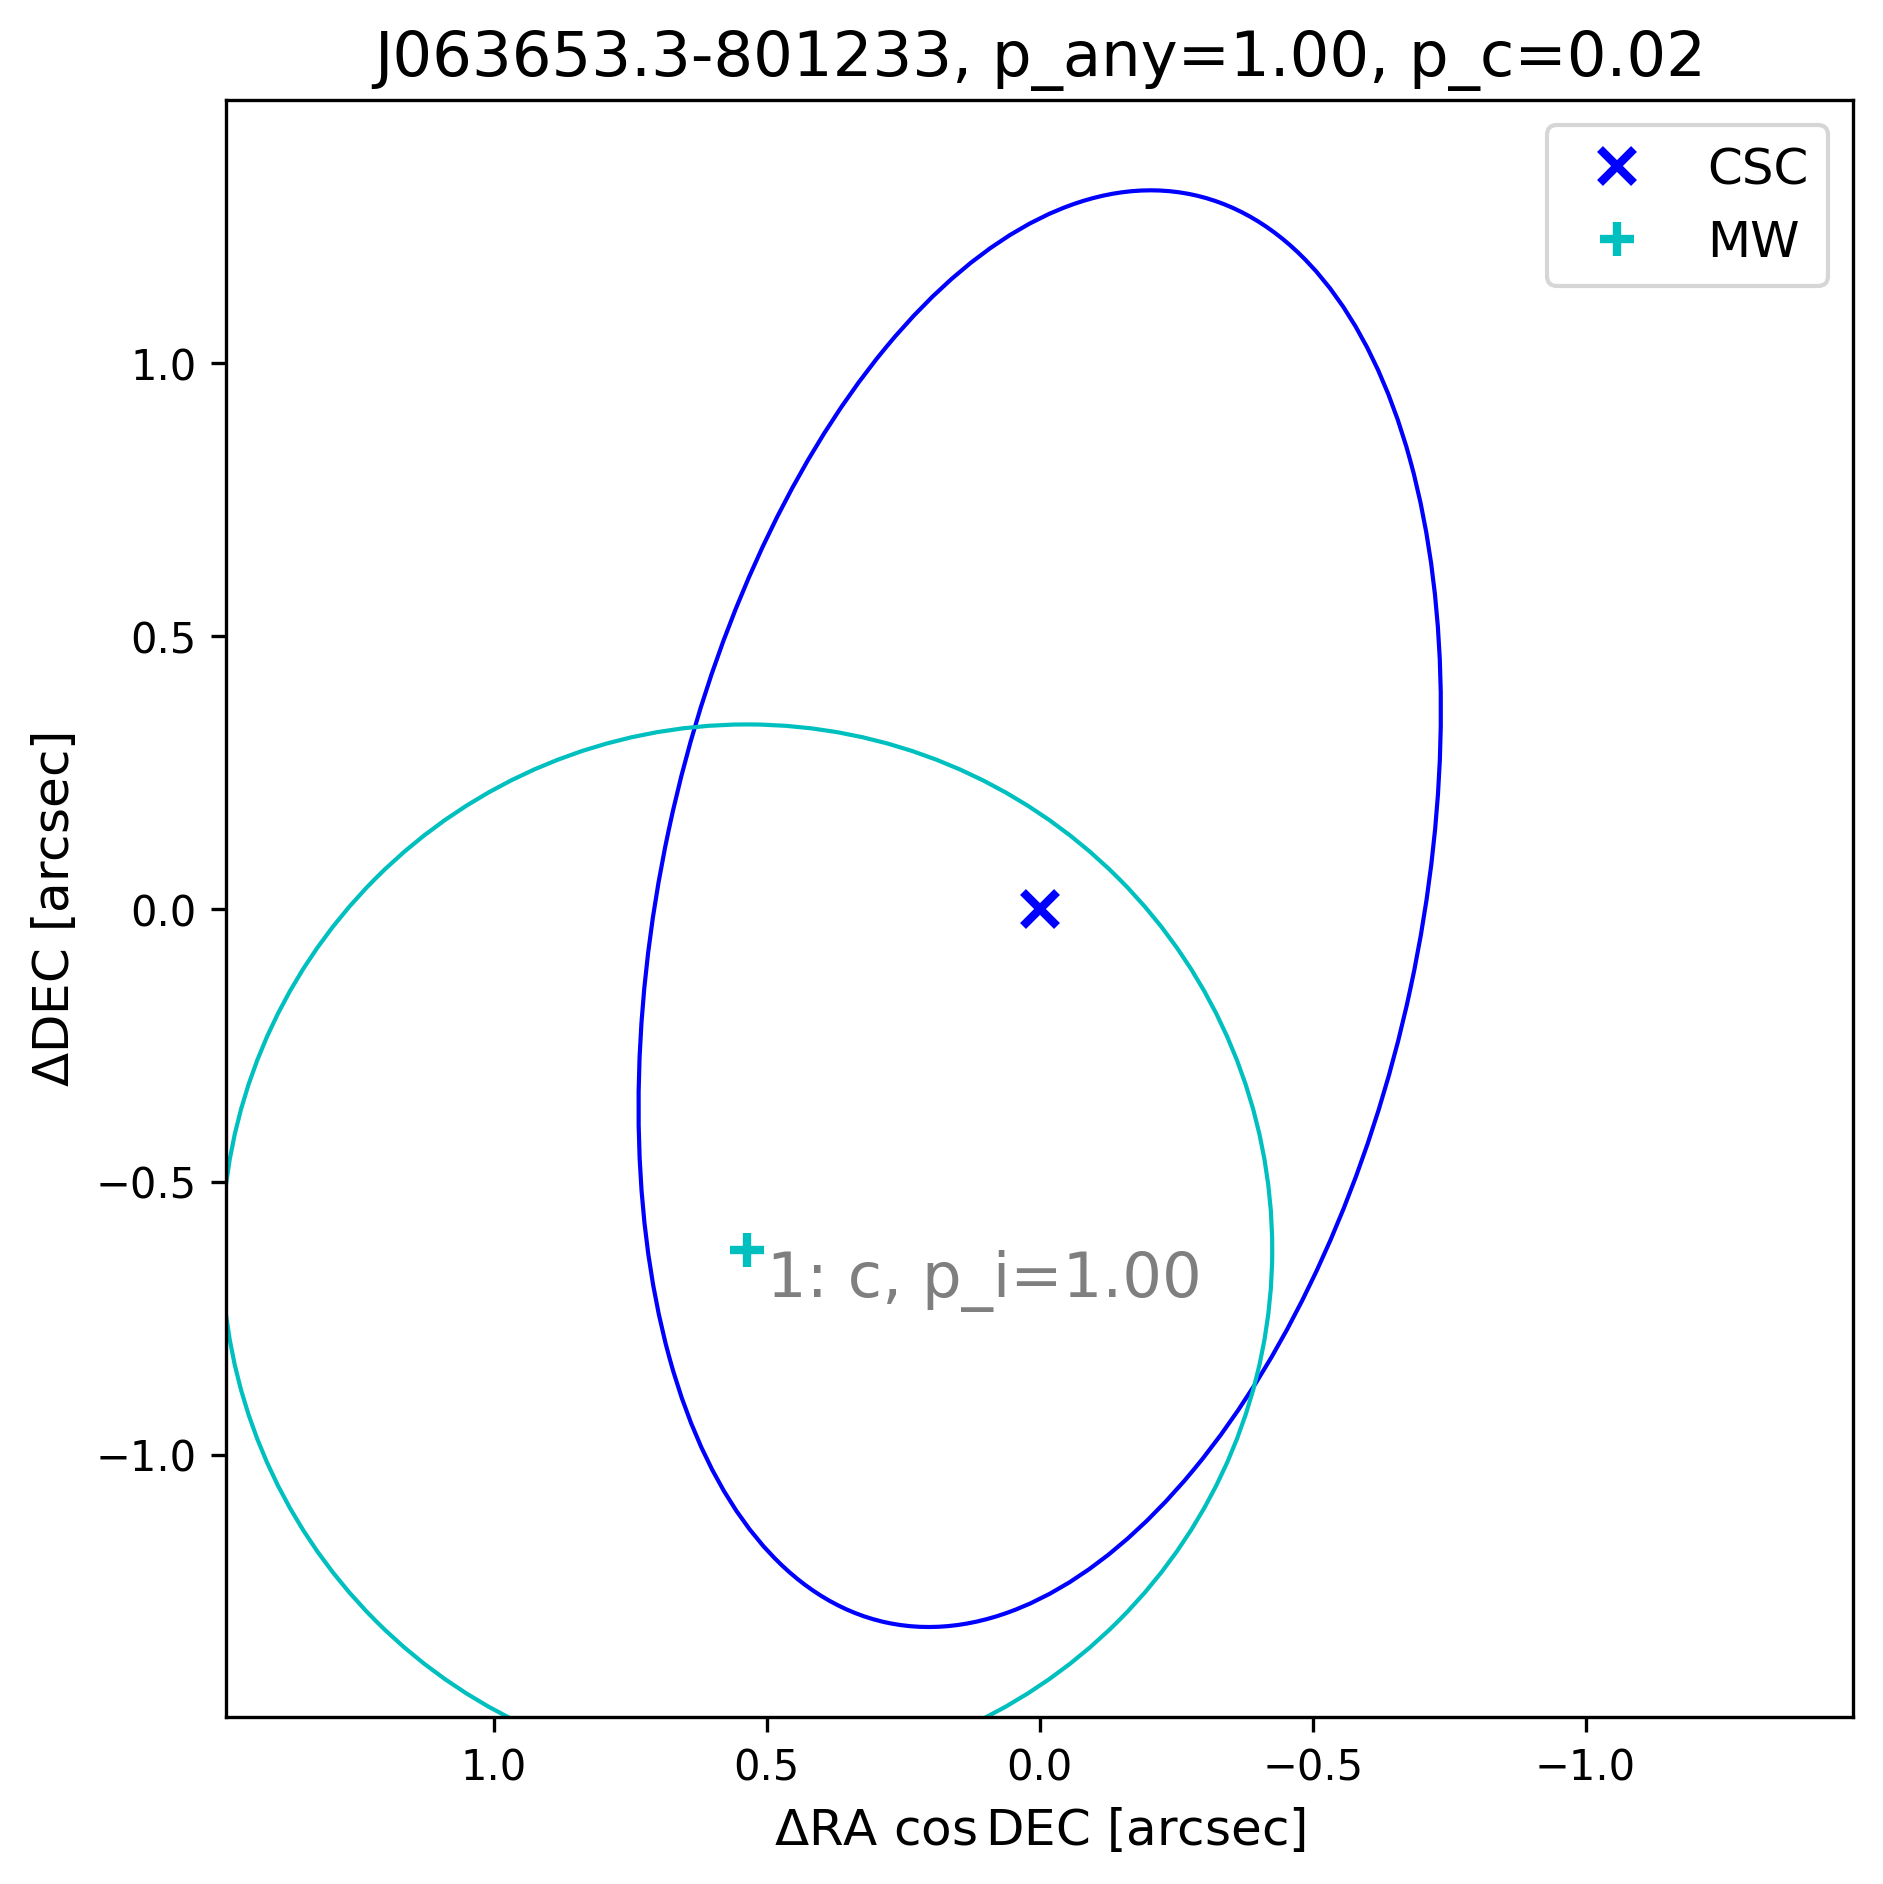 J063653.3-801233, p_any=1.00, p_c=0.02
CSC
MW
1.0
0.5
0.0
−0.5
−1.0
ΔDEC [arcsec]
1: c, p_i=1.00
1.0 0.5 0.0 −0.5 −1.0
ΔRA cos DEC [arcsec]